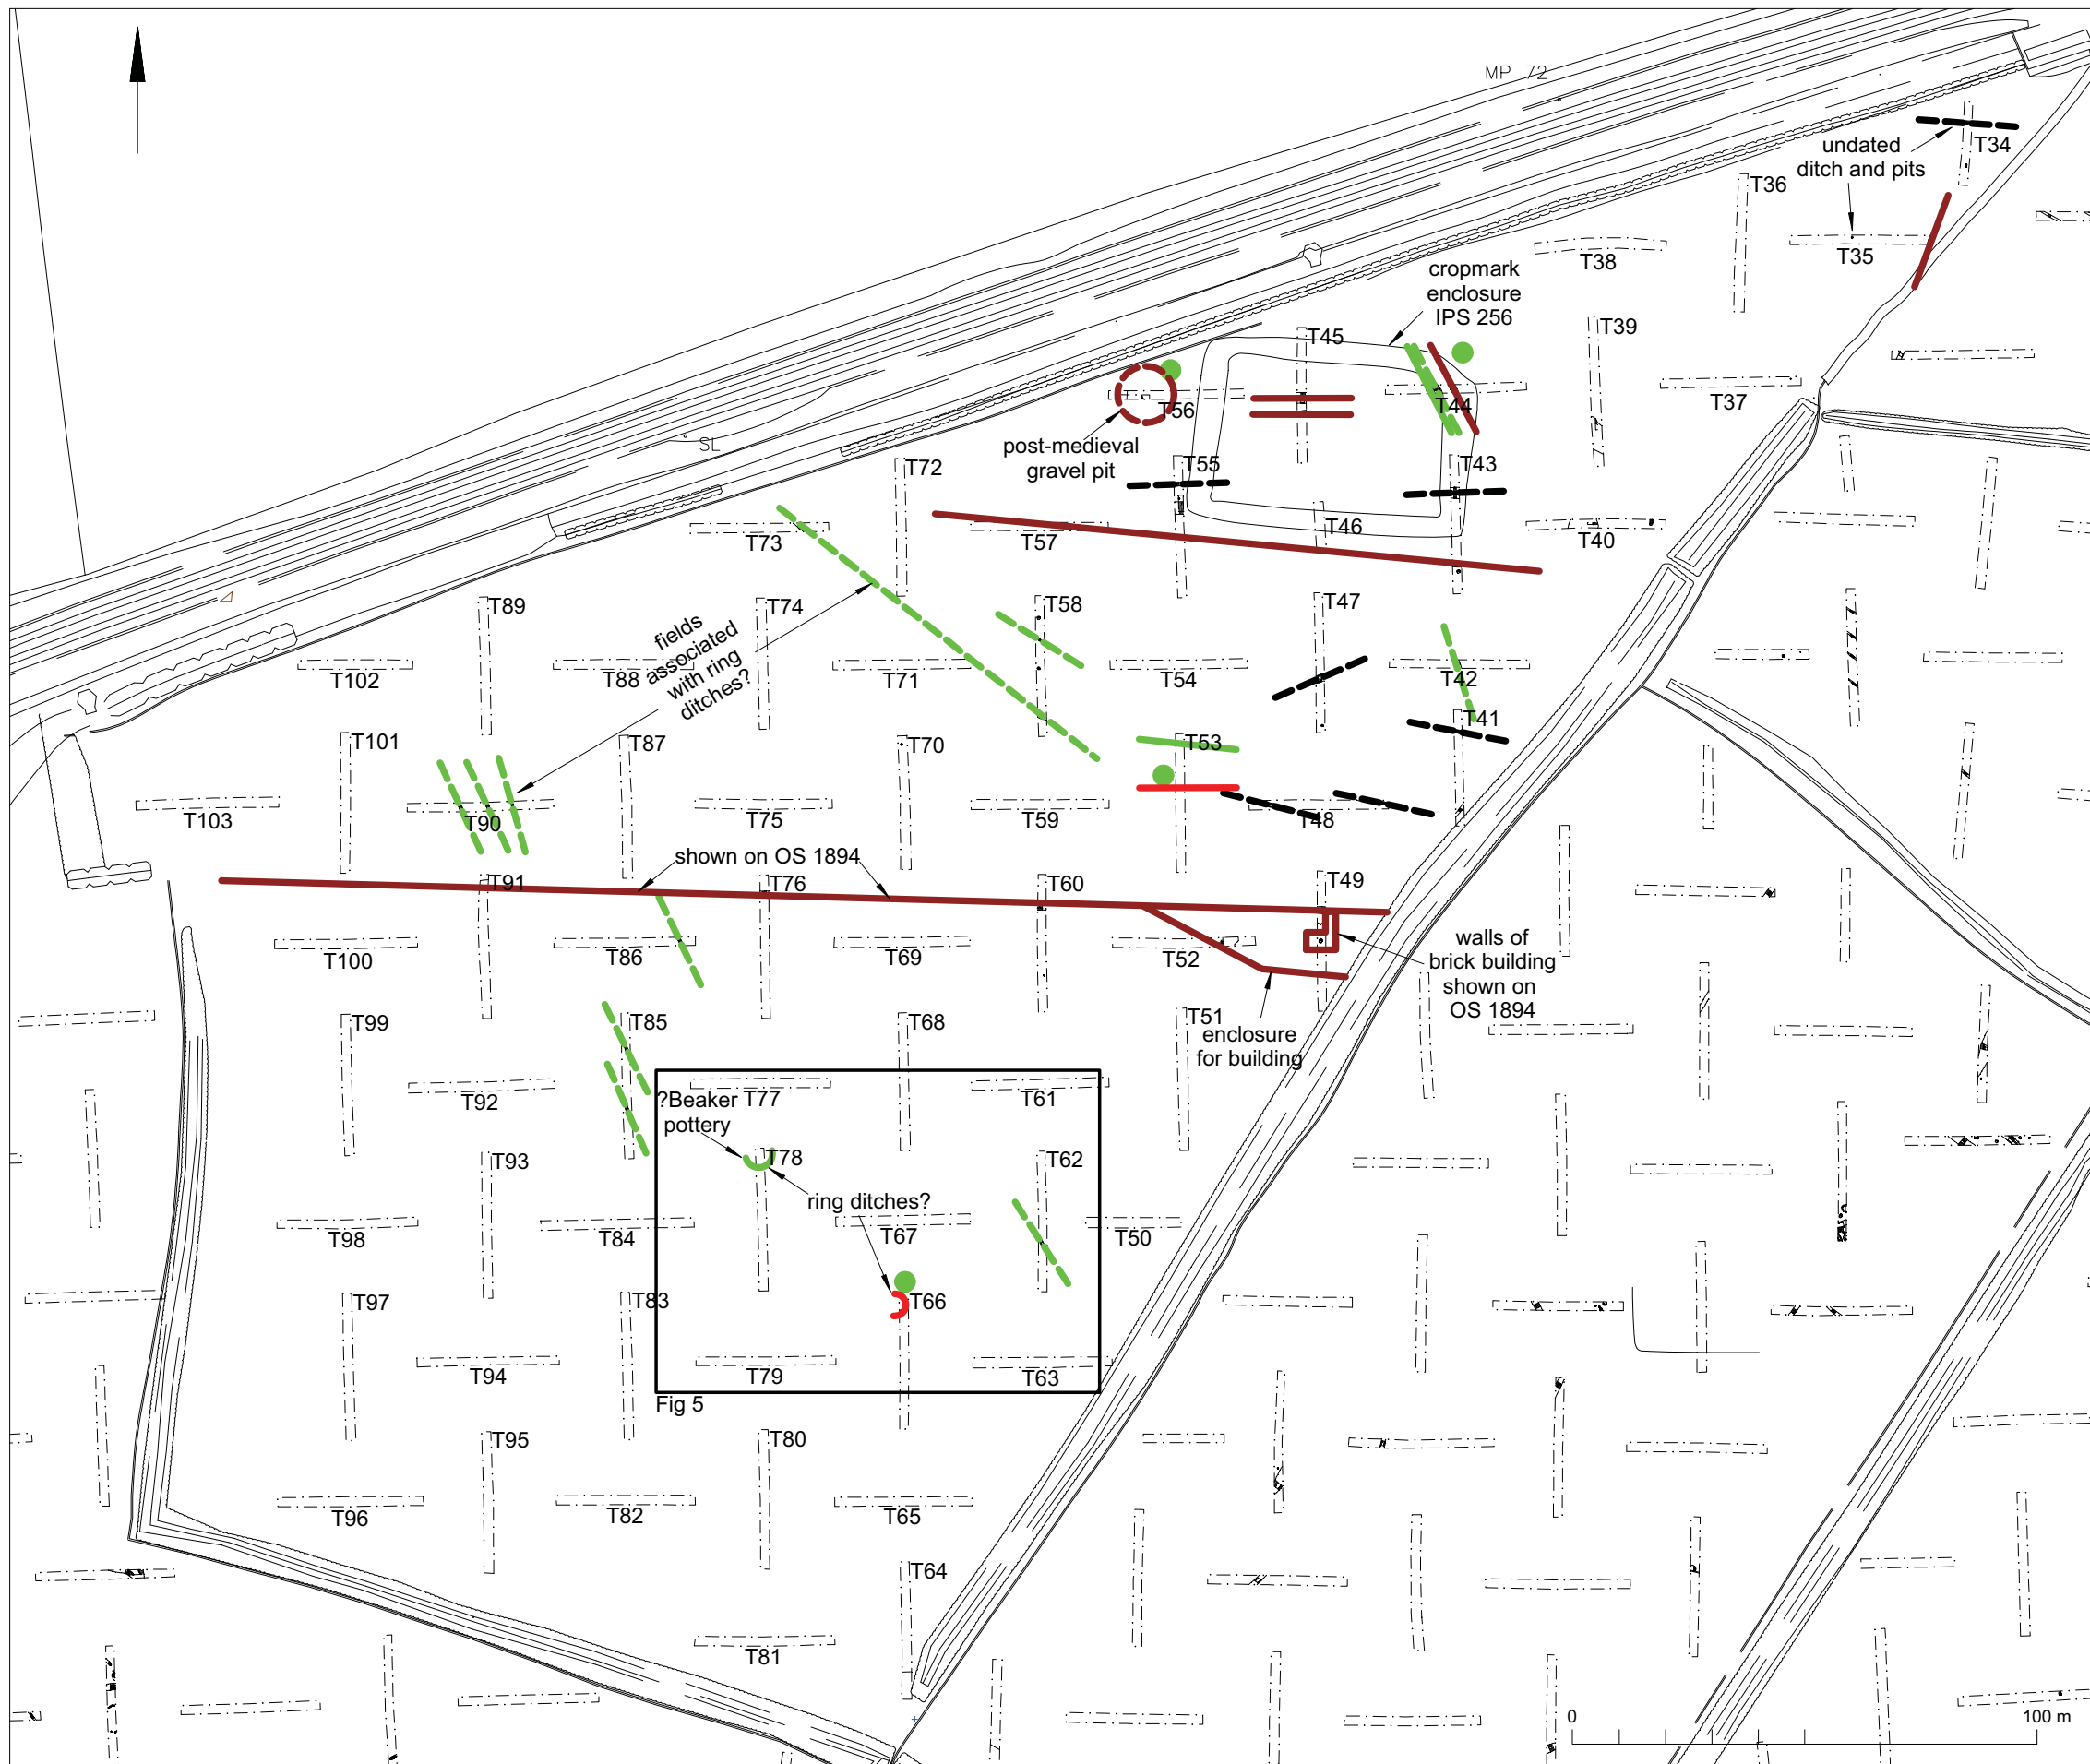 MP 72
undated
ditch and pits
T34
T36
T35
T38
cropmark
enclosure
IPS 256
T39
T45
T37
T44
T56
post-medieval
gravel pit
SL
T72
T55
T43
T46
T40
T73
T57
T89
T74
T58
T47
fields
associated
with ring
ditches?
T102
T88
T71
T54
T42
T101
T87
T70
T53
T41
T103
T90
T75
T59
T48
shown on OS 1894
T91
T76
T60
T49
T100
T86
T69
T52
walls of
brick building
shown on
OS 1894
T99
T85
T68
T51
enclosure
for building
T92
?Beaker
pottery
T77
T61
T93
T78
T62
ring ditches?
T98
T84
T67
T50
T97
T83
T66
T94
T79
T63
Fig 5
T95
T80
T96
T82
T65
T64
T81
0
100 m